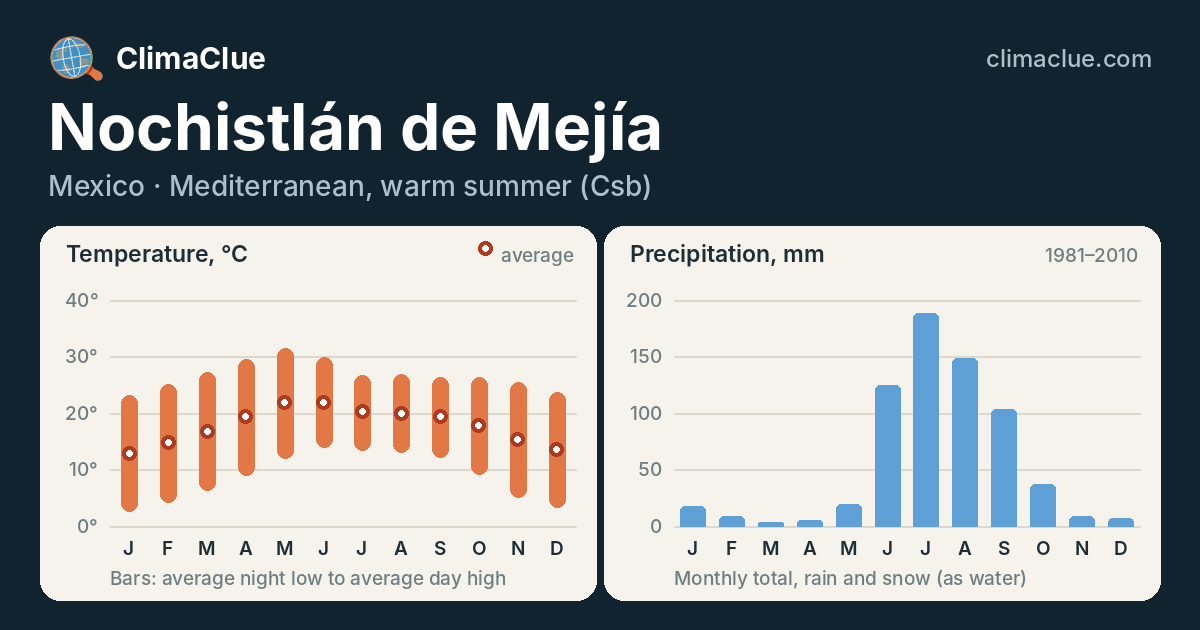 ClimaClue
climaclue.com
Nochistlán de Mejía
Mexico · Mediterranean, warm summer (Csb)
Temperature, °C
average
40°
30°
20°
10°
0°
J F M A M J J A S O N D
Bars: average night low to average day high
Precipitation, mm
1981–2010
200
150
100
50
0
J F M A M J J A S O N D
Monthly total, rain and snow (as water)